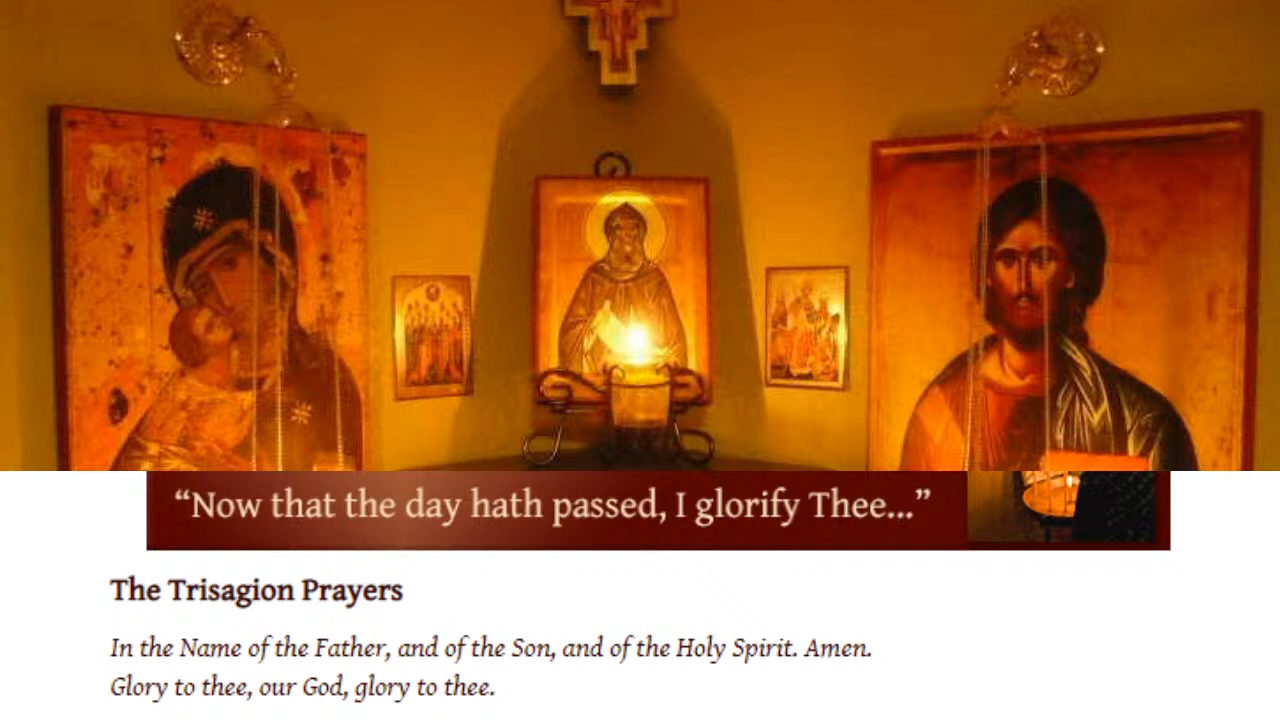 “Now that the day hath passed, I glorify Thee...”
The Trisagion Prayers
In the Name of the Father, and of the Son, and of the Holy Spirit. Amen.
Glory to thee, our God, glory to thee.